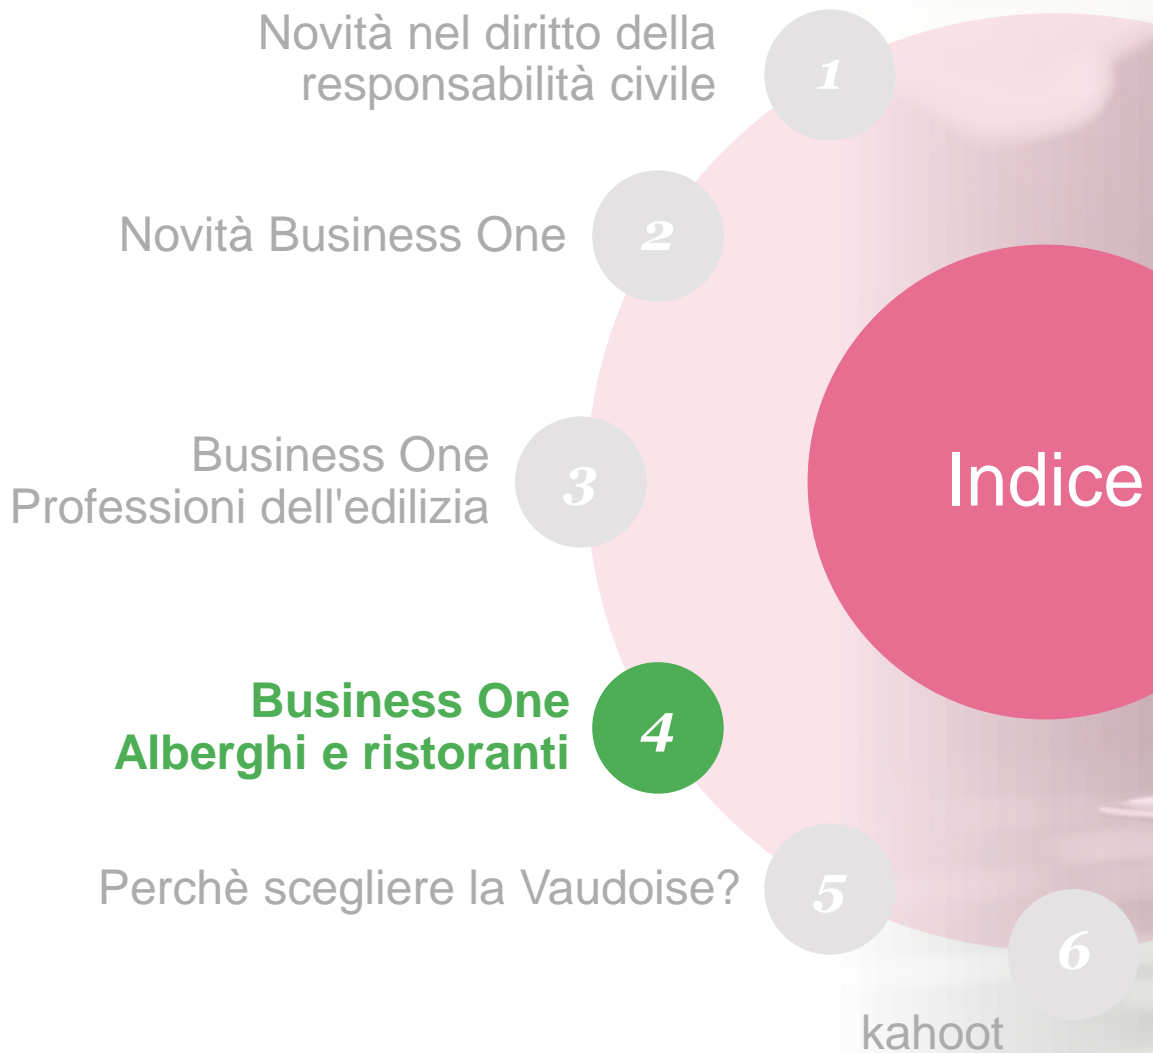 Novità nel diritto della
responsabilità civile
1
Novità Business One
2
Business One
Professioni dell'edilizia
3
Indice
Business One
Alberghi e ristoranti
4
Perchè scegliere la Vaudoise?
5
6
kahoot